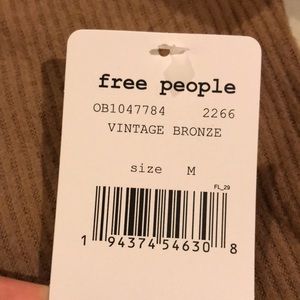 free people
OB1047784 2266
VINTAGE BRONZE
size M
FL_29
1 94374 54630 8